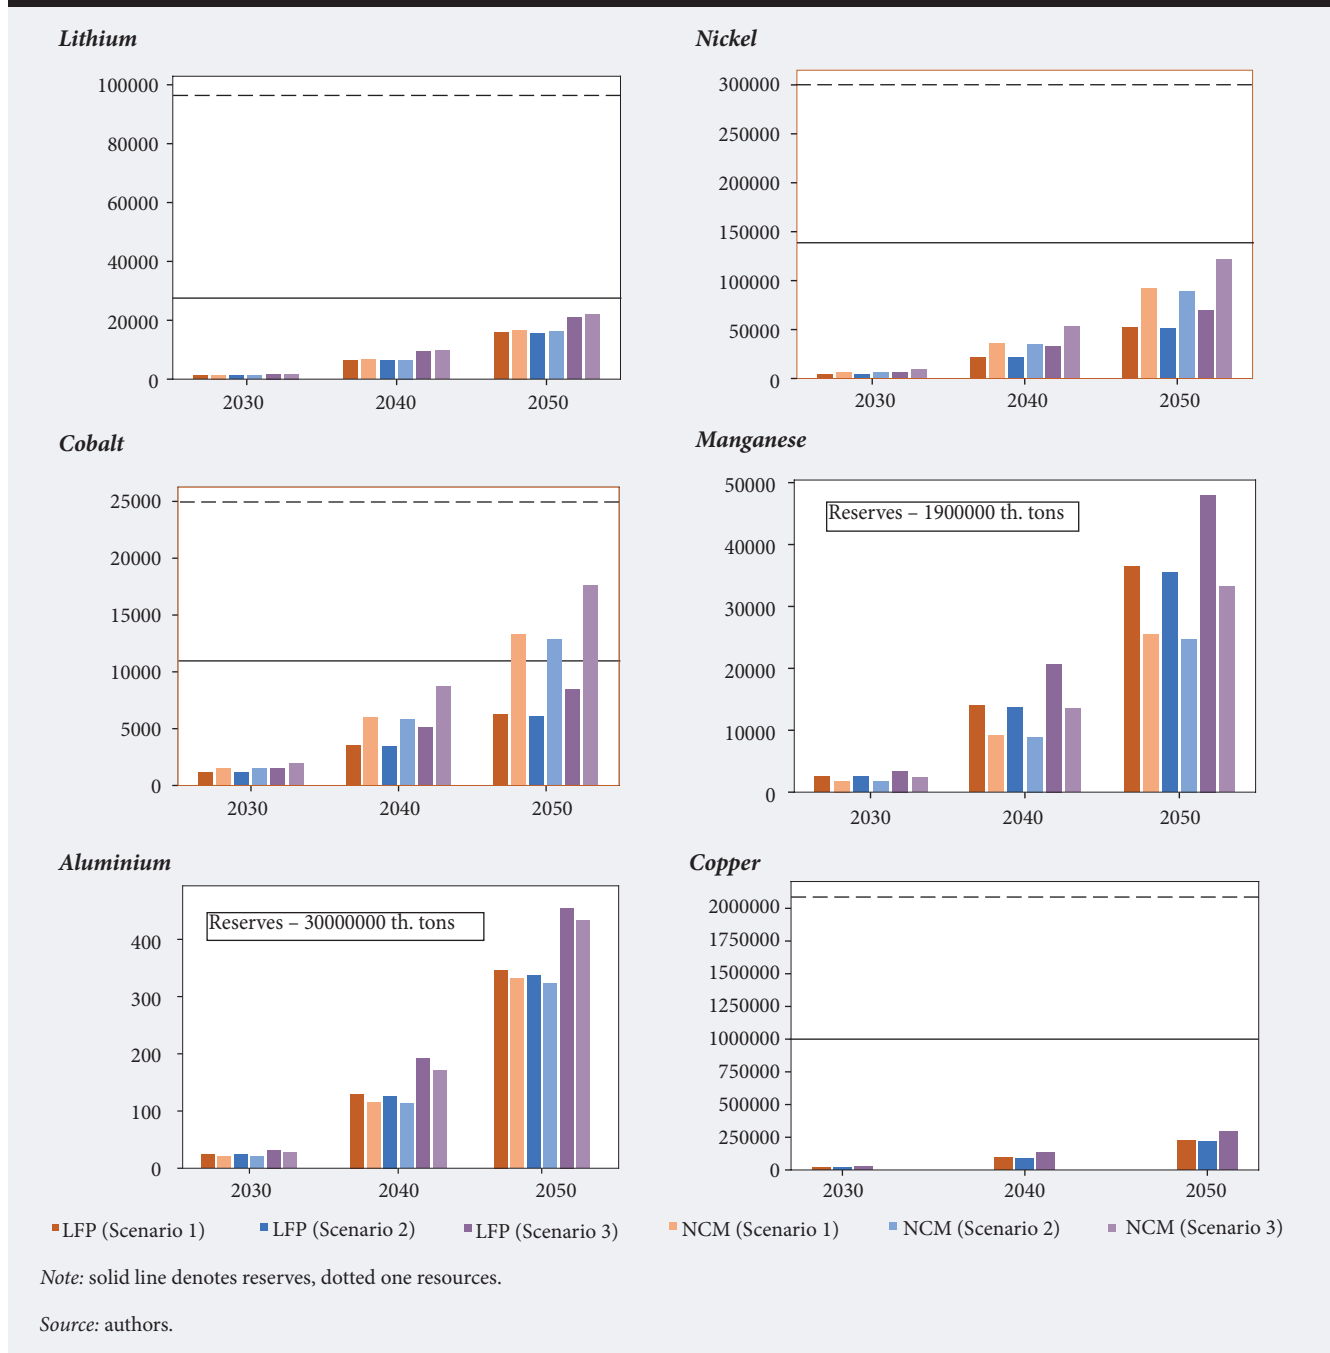 Lithium
100000
80000
60000
40000
20000
0
2030 2040 2050
Nickel
300000
250000
200000
150000
100000
50000
0
2030 2040 2050
Cobalt
25000
20000
15000
10000
5000
0
2030 2040 2050
Manganese
Reserves – 1900000 th. tons
50000
40000
30000
20000
10000
0
2030 2040 2050
Aluminium
Reserves – 30000000 th. tons
400
300
200
100
0
2030 2040 2050
Copper
2000000
1750000
1500000
1250000
1000000
750000
500000
250000
0
2030 2040 2050
LFP (Scenario 1) LFP (Scenario 2) LFP (Scenario 3) NCM (Scenario 1) NCM (Scenario 2) NCM (Scenario 3)
Note: solid line denotes reserves, dotted one resources.
Source: authors.